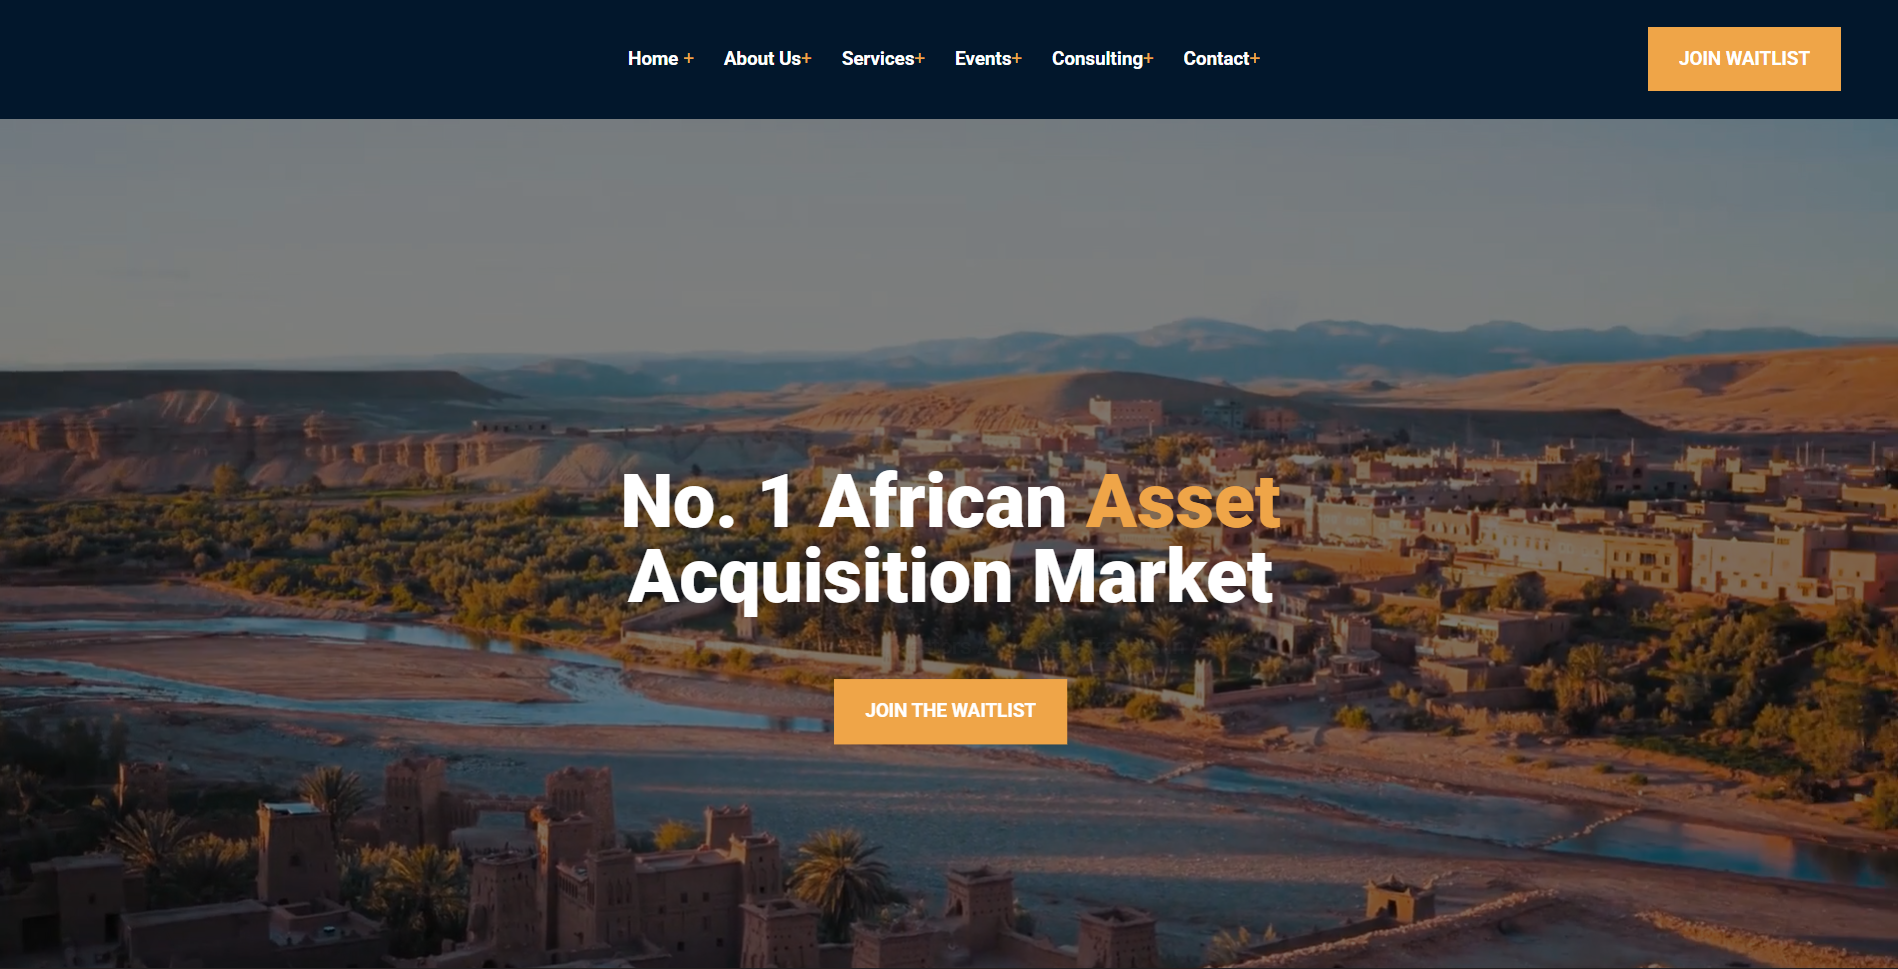 Home + About Us+ Services+ Events+ Consulting+ Contact+ JOIN WAITLIST
No. 1 African Asset
Acquisition Market
JOIN THE WAITLIST